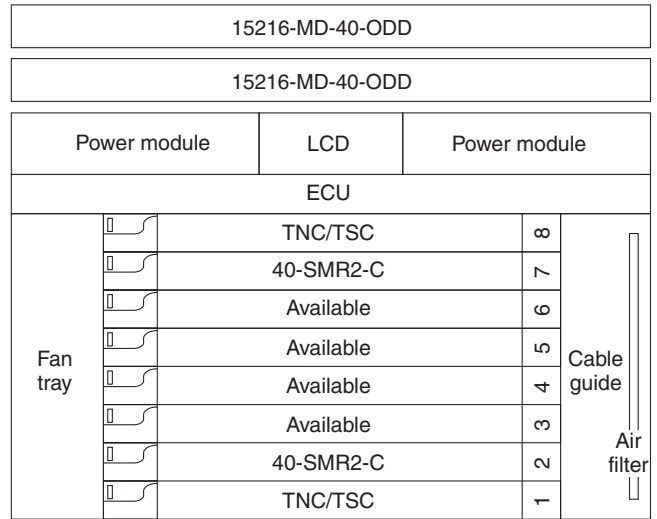 15216-MD-40-ODD
15216-MD-40-ODD
Power module
LCD
Power module
ECU
TNC/TSC
8
40-SMR2-C
7
Available
6
Available
5
Available
4
Available
3
40-SMR2-C
2
TNC/TSC
1
Fan
tray
Cable
guide
Air
filter